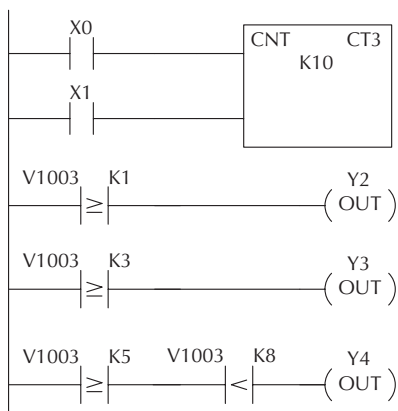 X0
CNT CT3
K10
X1
V1003 K1 Y2
≥ OUT
V1003 K3 Y3
≥ OUT
V1003 K5 V1003 K8 Y4
≥ < OUT